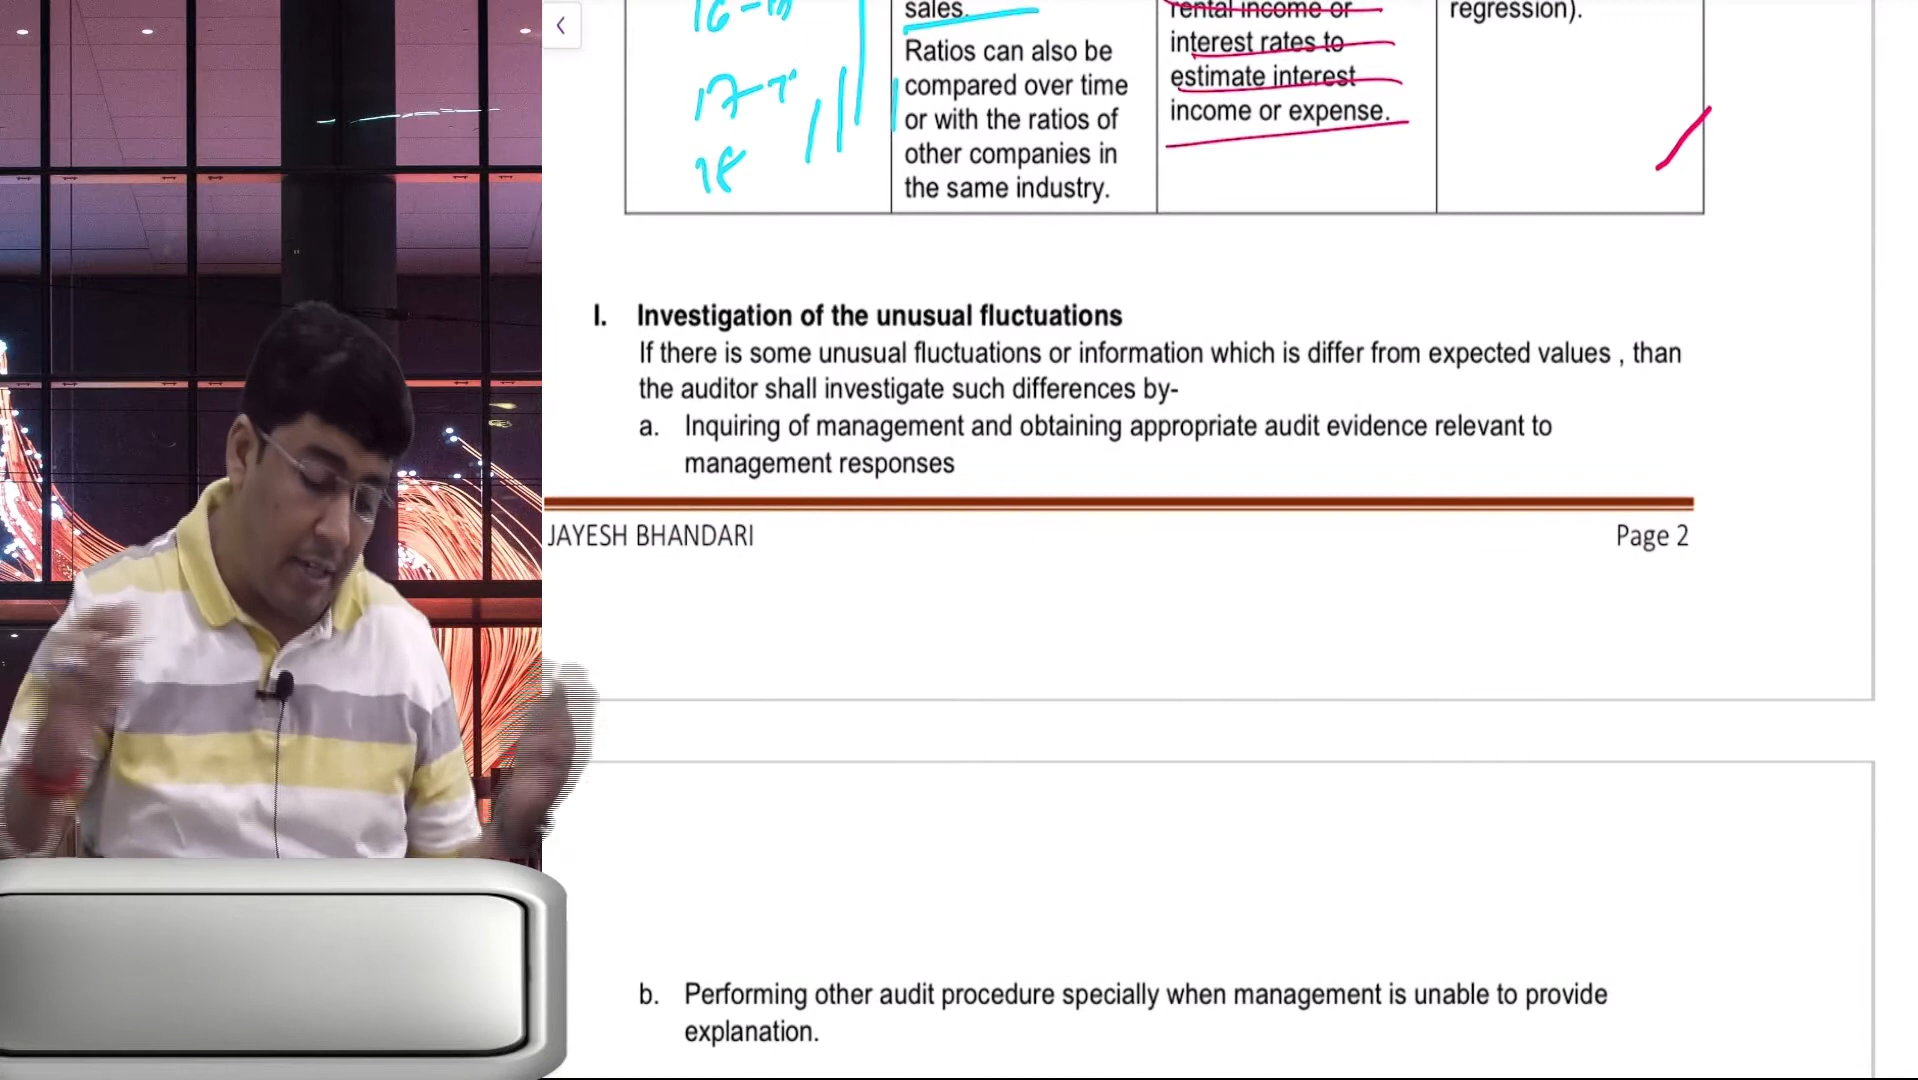 16-17
sales.
rental income or
regression).
interest rates to
Ratios can also be
estimate interest
17-
compared over time
income or expense.
or with the ratios of
18
other companies in
the same industry.
I. Investigation of the unusual fluctuations
If there is some unusual fluctuations or information which is differ from expected values , than
the auditor shall investigate such differences by-
a. Inquiring of management and obtaining appropriate audit evidence relevant to
management responses
JAYESH BHANDARI Page 2
b. Performing other audit procedure specially when management is unable to provide
explanation.